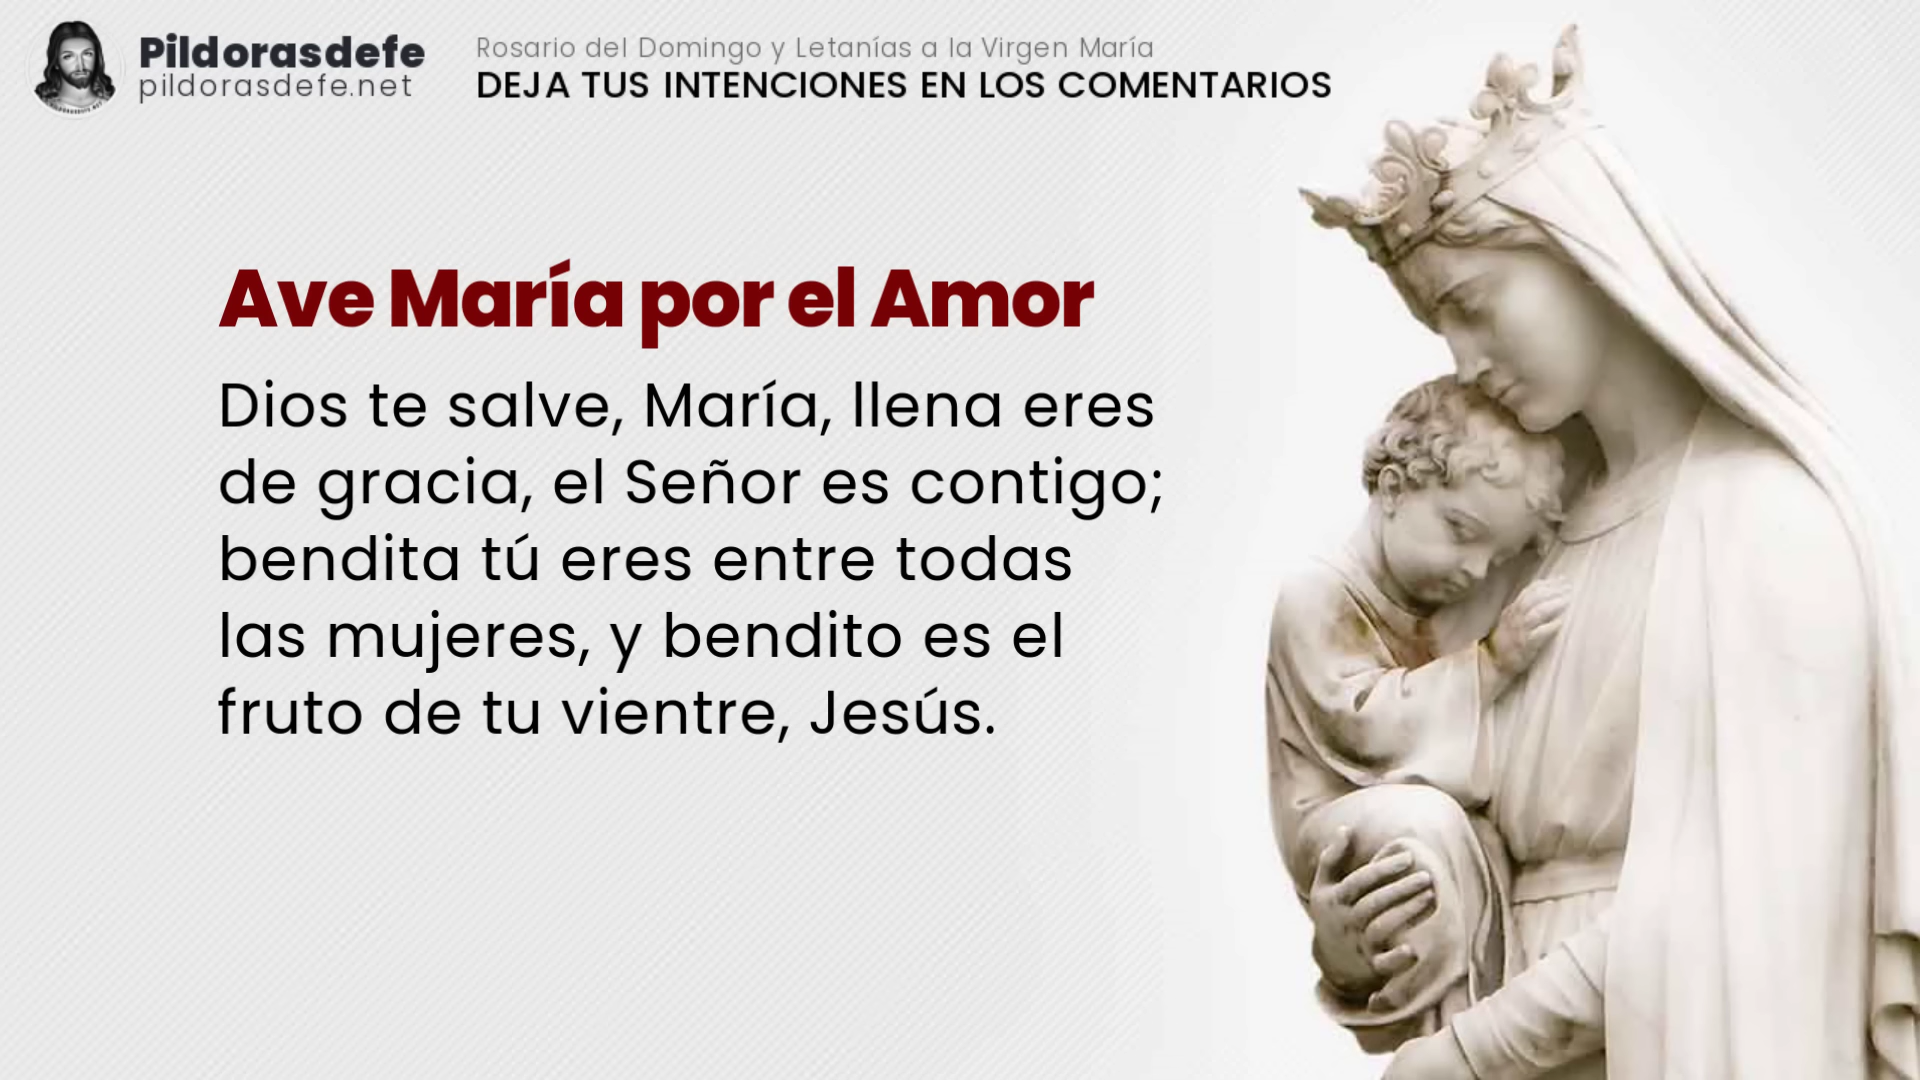 Pildorasdefe
pildorasdefe.net
Rosario del Domingo y Letanías a la Virgen María
DEJA TUS INTENCIONES EN LOS COMENTARIOS
Ave María por el Amor
Dios te salve, María, llena eres
de gracia, el Señor es contigo;
bendita tú eres entre todas
las mujeres, y bendito es el
fruto de tu vientre, Jesús.